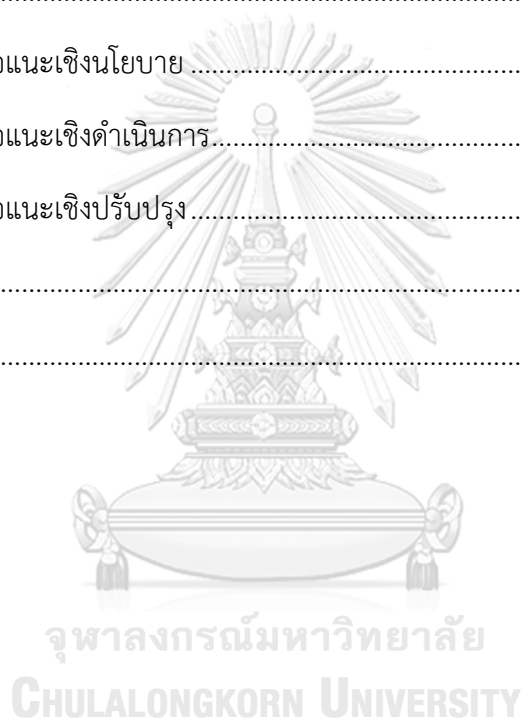 ........................................
อแนะเชิงนโยบาย ........................................
อแนะเชิงดำเนินการ........................................
อแนะเชิงปรับปรุง........................................
........................................
........................................
จุฬาลงกรณ์มหาวิทยาลัย
CHULALONGKORN UNIVERSITY